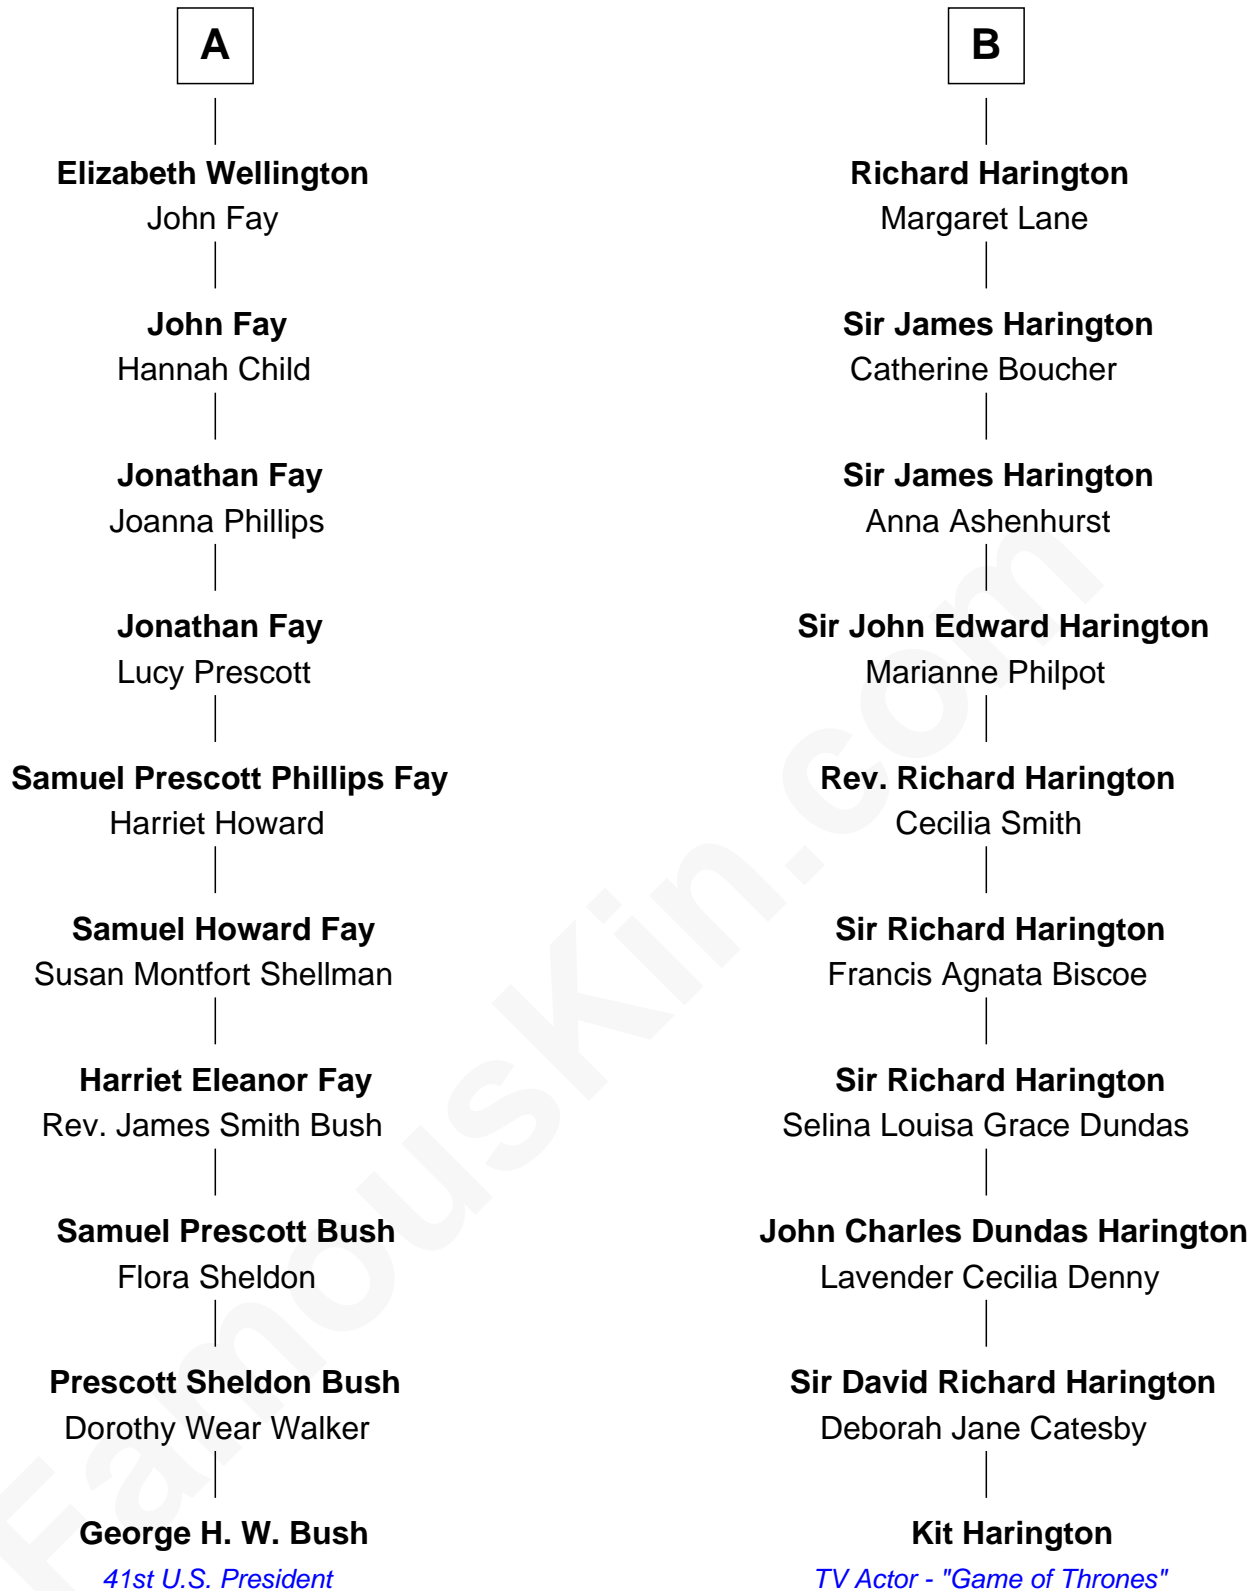 A
Elizabeth Wellington
John Fay
John Fay
Hannah Child
Jonathan Fay
Joanna Phillips
Jonathan Fay
Lucy Prescott
Samuel Prescott Phillips Fay
Harriet Howard
Samuel Howard Fay
Susan Montfort Shellman
Harriet Eleanor Fay
Rev. James Smith Bush
Samuel Prescott Bush
Flora Sheldon
Prescott Sheldon Bush
Dorothy Wear Walker
George H. W. Bush
41st U.S. President
B
Richard Harington
Margaret Lane
Sir James Harington
Catherine Boucher
Sir James Harington
Anna Ashenhurst
Sir John Edward Harington
Marianne Philpot
Rev. Richard Harington
Cecilia Smith
Sir Richard Harington
Francis Agnata Biscoe
Sir Richard Harington
Selina Louisa Grace Dundas
John Charles Dundas Harington
Lavender Cecilia Denny
Sir David Richard Harington
Deborah Jane Catesby
Kit Harington
TV Actor - "Game of Thrones"
FamousKin.com